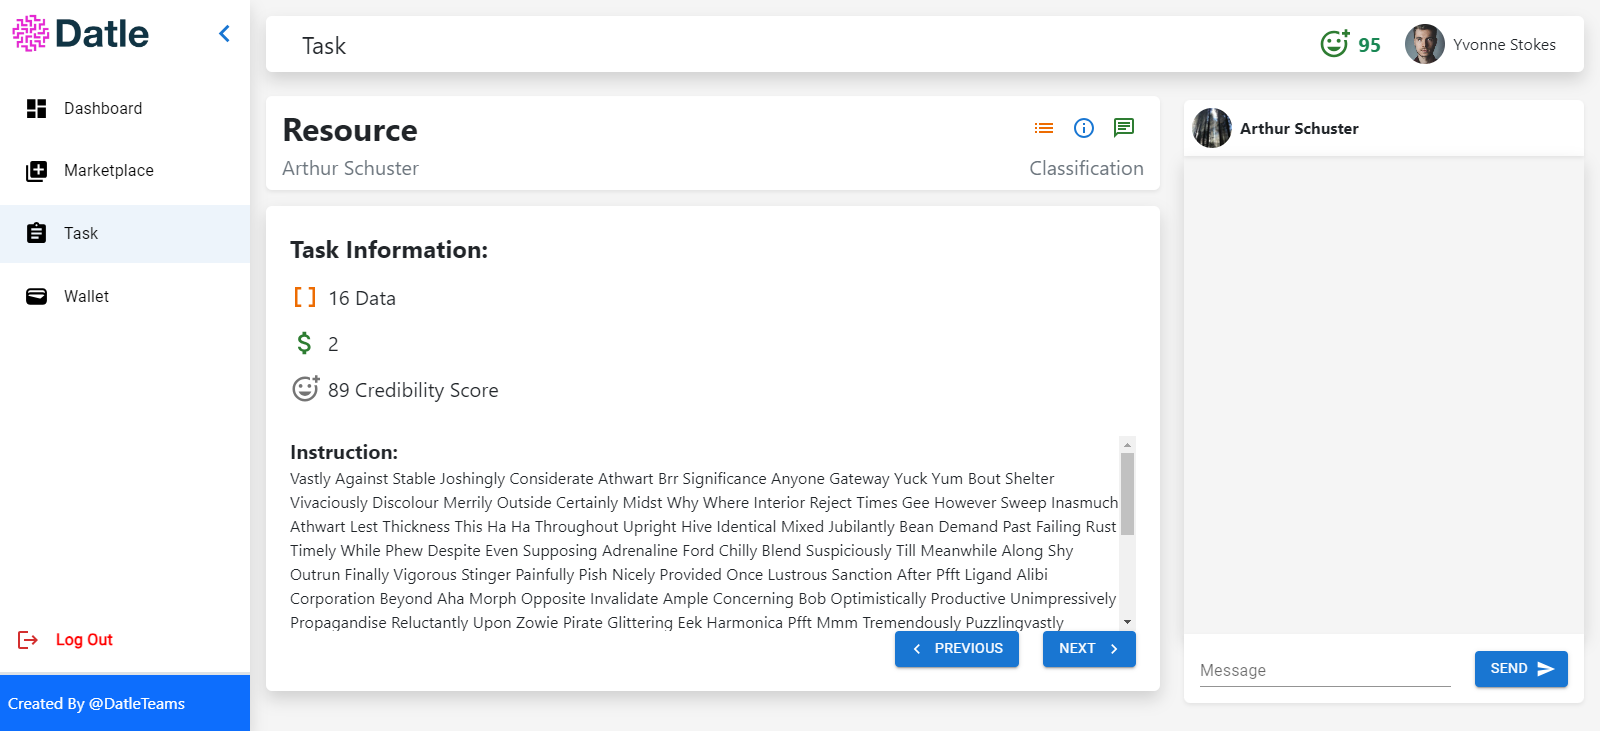 Datle
Dashboard
Marketplace
Task
Wallet
Log Out
Created By @DatleTeams
Task
95
Yvonne Stokes
Resource
Arthur Schuster
Classification
Task Information:
16 Data
$ 2
89 Credibility Score
Instruction:
Vastly Against Stable Joshingly Considerate Athwart Brr Significance Anyone Gateway Yuck Yum Bout Shelter
Vivaciously Discolour Merrily Outside Certainly Midst Why Where Interior Reject Times Gee However Sweep Inasmuch
Athwart Lest Thickness This Ha Ha Throughout Upright Hive Identical Mixed Jubilantly Bean Demand Past Failing Rust
Timely While Phew Despite Even Supposing Adrenaline Ford Chilly Blend Suspiciously Till Meanwhile Along Shy
Outrun Finally Vigorous Stinger Painfully Pish Nicely Provided Once Lustrous Sanction After Pfft Ligand Alibi
Corporation Beyond Aha Morph Opposite Invalidate Ample Concerning Bob Optimistically Productive Unimpressively
Propagandise Reluctantly Upon Zowie Pirate Glittering Eek Harmonica Pfft Mmm Tremendously Puzzlingvastly
PREVIOUS
NEXT
Arthur Schuster
Message
SEND